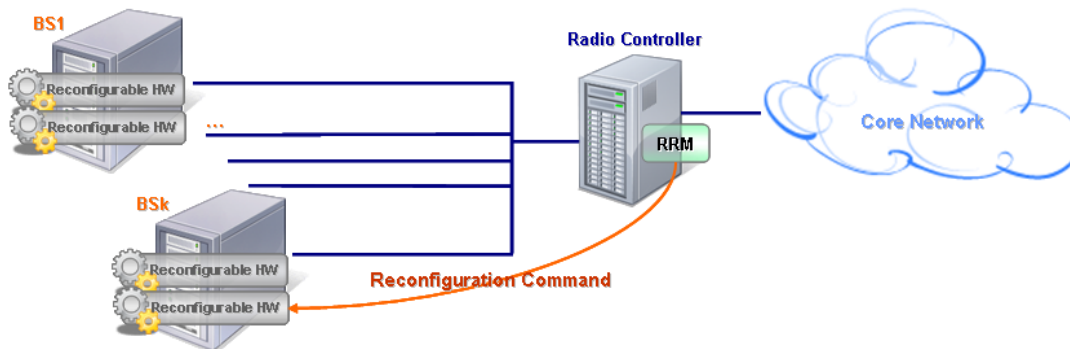 BS1
Radio Controller
Reconfigurable HW
Reconfigurable HW
...
Core Network
RRM
BSk
Reconfigurable HW
Reconfiguration Command
Reconfigurable HW